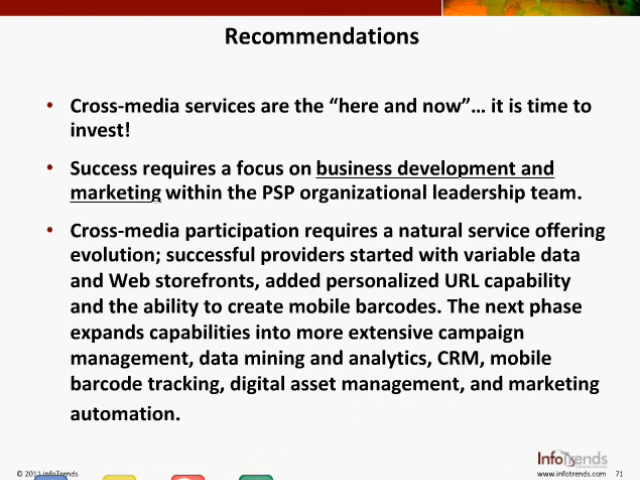 Recommendations
• Cross-media services are the “here and now”… it is time to
invest!
• Success requires a focus on business development and
marketing within the PSP organizational leadership team.
• Cross-media participation requires a natural service offering
evolution; successful providers started with variable data
and Web storefronts, added personalized URL capability
and the ability to create mobile barcodes. The next phase
expands capabilities into more extensive campaign
management, data mining and analytics, CRM, mobile
barcode tracking, digital asset management, and marketing
automation.
InfoTrends
© 2011 InfoTrends
www.infotrends.com 71